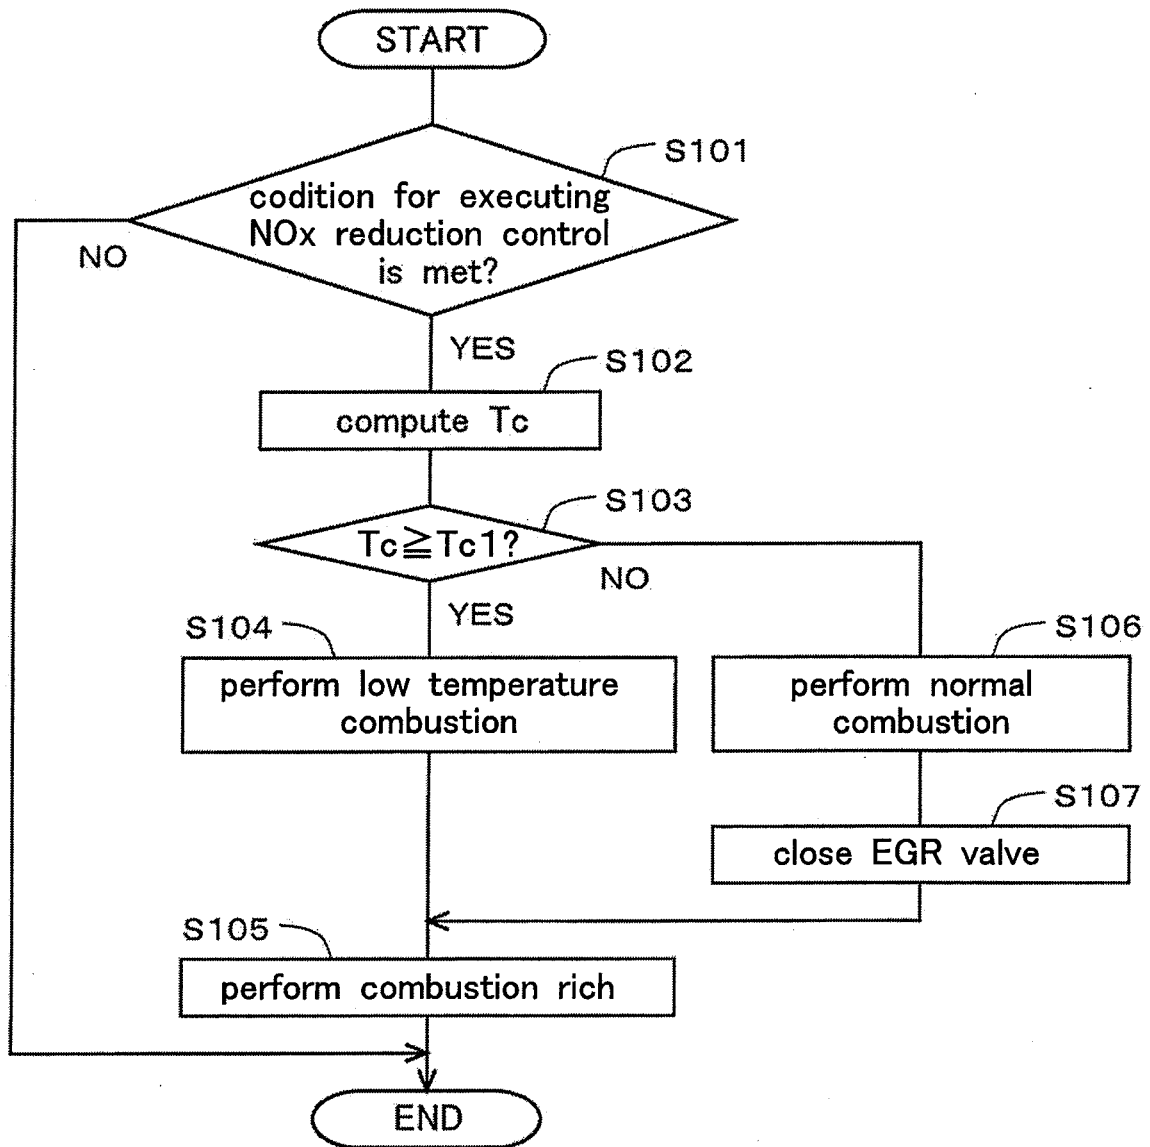 START
S101
codition for executing
NOx reduction control
is met?
NO
YES
S102
compute Tc
S103
Tc≧Tc1?
NO
YES
S104
perform low temperature
combustion
S106
perform normal
combustion
S107
close EGR valve
S105
perform combustion rich
END